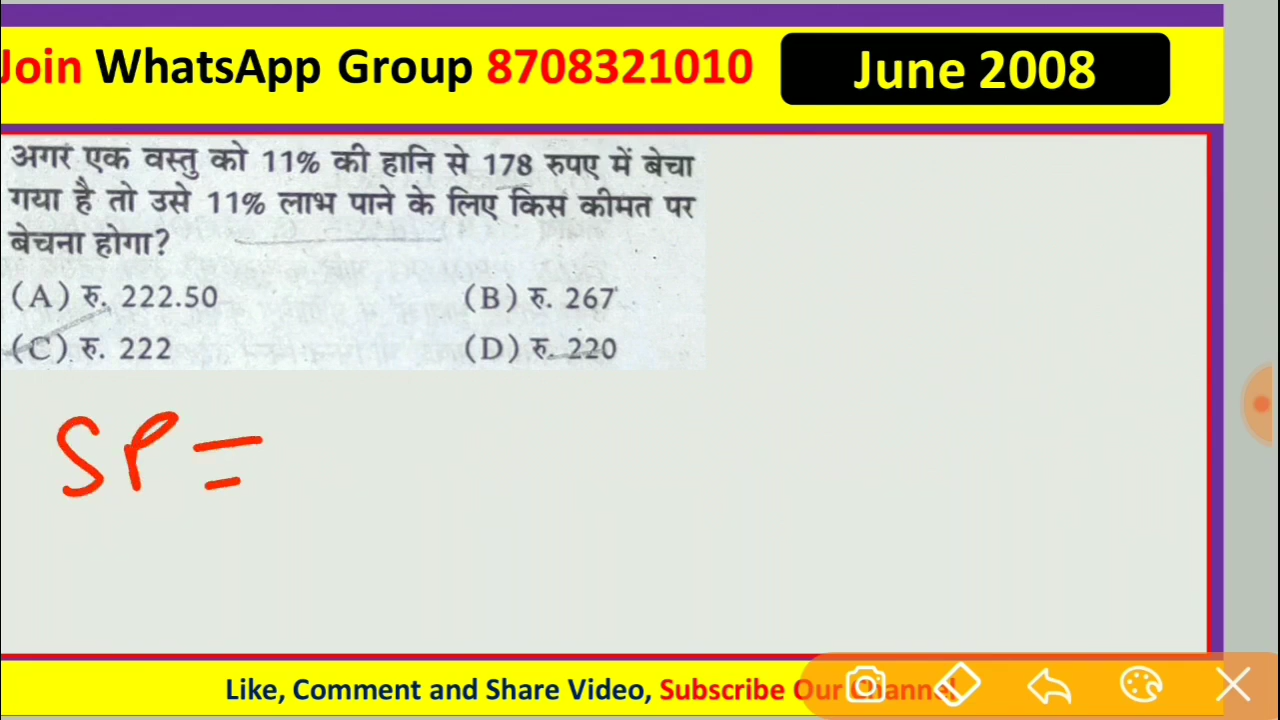 Join WhatsApp Group 8708321010
June 2008
अगर एक वस्तु को 11% की हानि से 178 रुपए में बेचा
गया है तो उसे 11% लाभ पाने के लिए किस कीमत पर
बेचना होगा?
(A) रु. 222.50
(B) रु. 267
(C) रु. 222
(D) रु. 220
SP=
Like, Comment and Share Video, Subscribe Our Channel